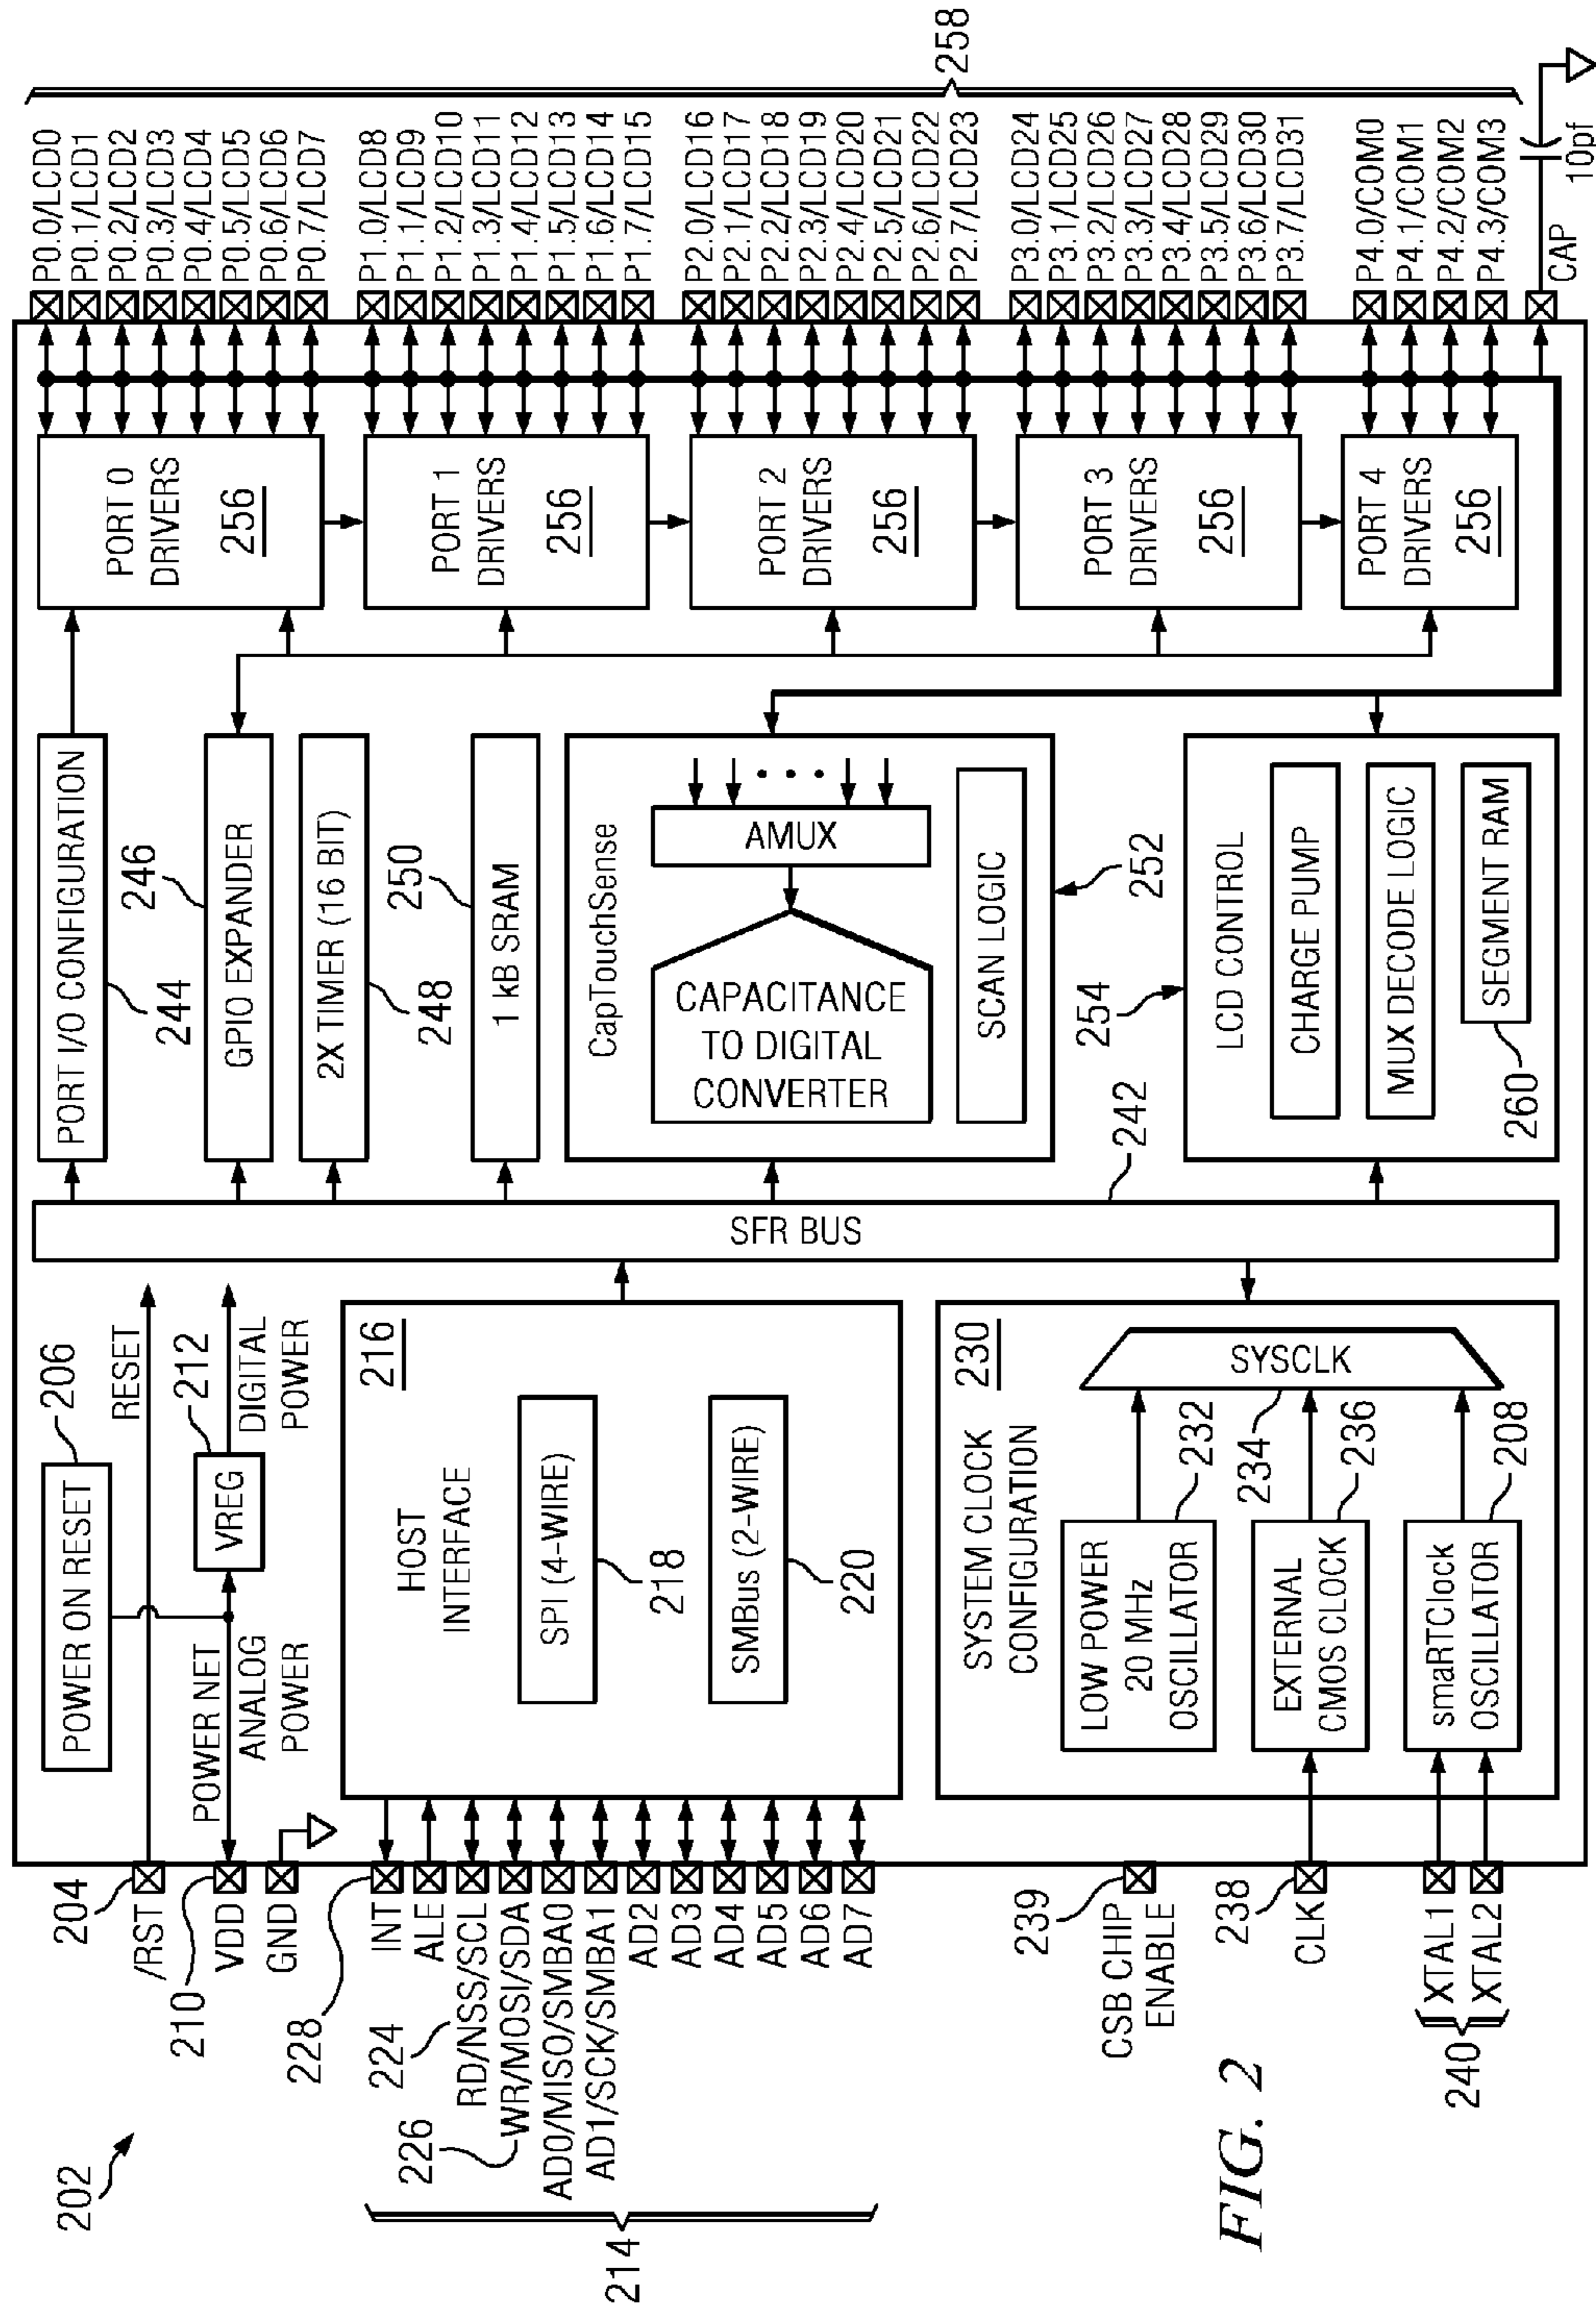 202
204
/RST
210
VDD
GND
POWER ON RESET
206
RESET
POWER NET
ANALOG
POWER
VREG
212
DIGITAL
POWER
228
INT
ALE
224
RD/NSS/SCL
226
WR/MOSI/SDA
AD0/MISO/SMBA0
AD1/SCK/SMBA1
AD2
AD3
AD4
AD5
AD6
AD7
214
HOST
INTERFACE
216
SPI (4-WIRE)
218
SMBus (2-WIRE)
220
239
CSB CHIP
ENABLE
238
CLK
XTAL1
XTAL2
240
SYSTEM CLOCK
CONFIGURATION
230
LOW POWER
20 MHz
OSCILLATOR
232
EXTERNAL
CMOS CLOCK
236
smaRTClock
OSCILLATOR
208
SYSCLK
234
SFR BUS
242
PORT I/O CONFIGURATION
244
GPIO EXPANDER
246
2X TIMER (16 BIT)
248
1 kB SRAM
250
CapTouchSense
AMUX
CAPACITANCE
TO DIGITAL
CONVERTER
SCAN LOGIC
252
LCD CONTROL
254
CHARGE PUMP
MUX DECODE LOGIC
SEGMENT RAM
260
PORT 0
DRIVERS
256
PORT 1
DRIVERS
256
PORT 2
DRIVERS
256
PORT 3
DRIVERS
256
PORT 4
DRIVERS
256
P0.0/LCD0
P0.1/LCD1
P0.2/LCD2
P0.3/LCD3
P0.4/LCD4
P0.5/LCD5
P0.6/LCD6
P0.7/LCD7
P1.0/LCD8
P1.1/LCD9
P1.2/LCD10
P1.3/LCD11
P1.4/LCD12
P1.5/LCD13
P1.6/LCD14
P1.7/LCD15
P2.0/LCD16
P2.1/LCD17
P2.2/LCD18
P2.3/LCD19
P2.4/LCD20
P2.5/LCD21
P2.6/LCD22
P2.7/LCD23
P3.0/LCD24
P3.1/LCD25
P3.2/LCD26
P3.3/LCD27
P3.4/LCD28
P3.5/LCD29
P3.6/LCD30
P3.7/LCD31
P4.0/COM0
P4.1/COM1
P4.2/COM2
P4.3/COM3
CAP
10pf
258
FIG. 2